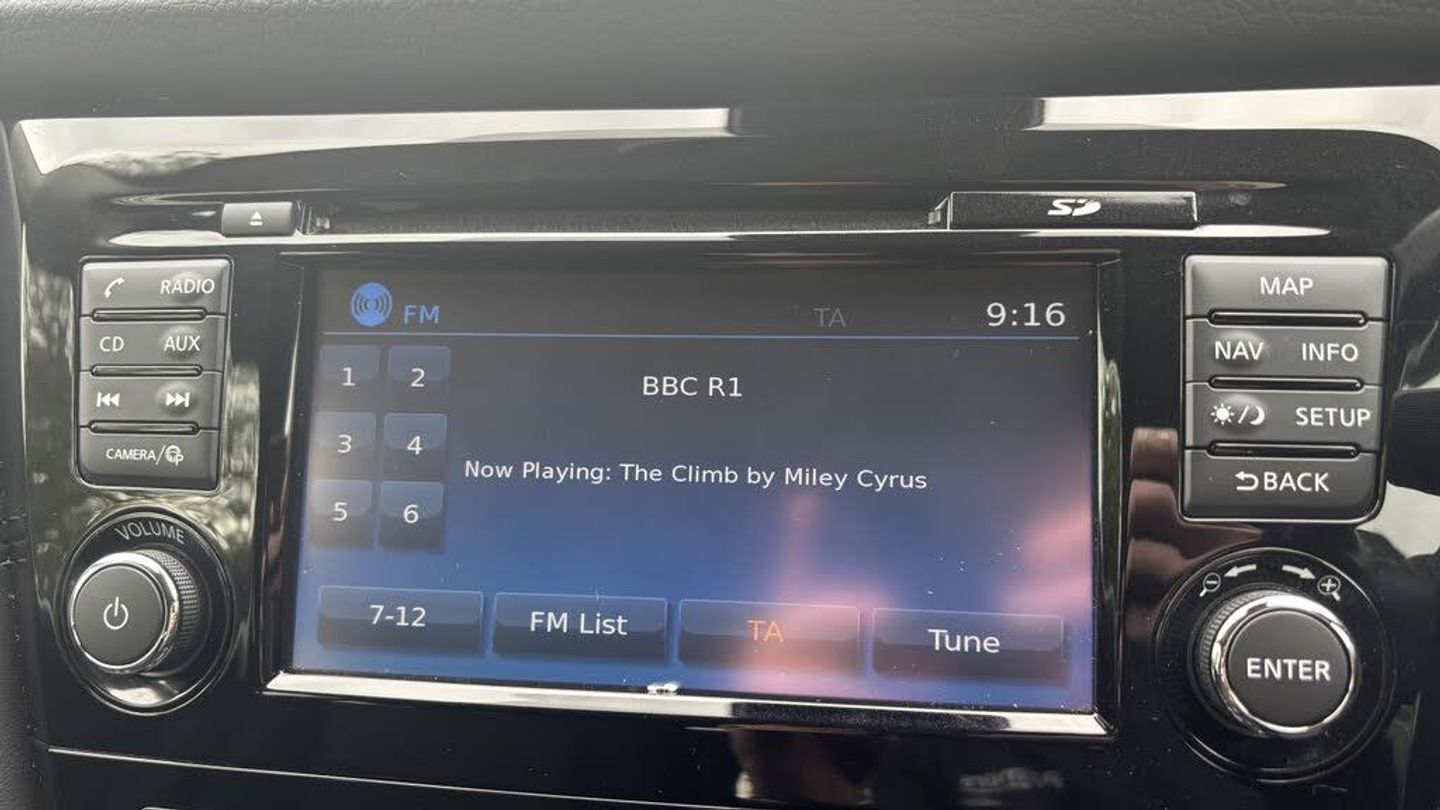 SD
RADIO
CD AUX
CAMERA/
VOLUME
FM TA 9:16
1 2
3 4
5 6
BBC R1
Now Playing: The Climb by Miley Cyrus
7-12 FM List TA Tune
MAP
NAV INFO
SETUP
BACK
ENTER